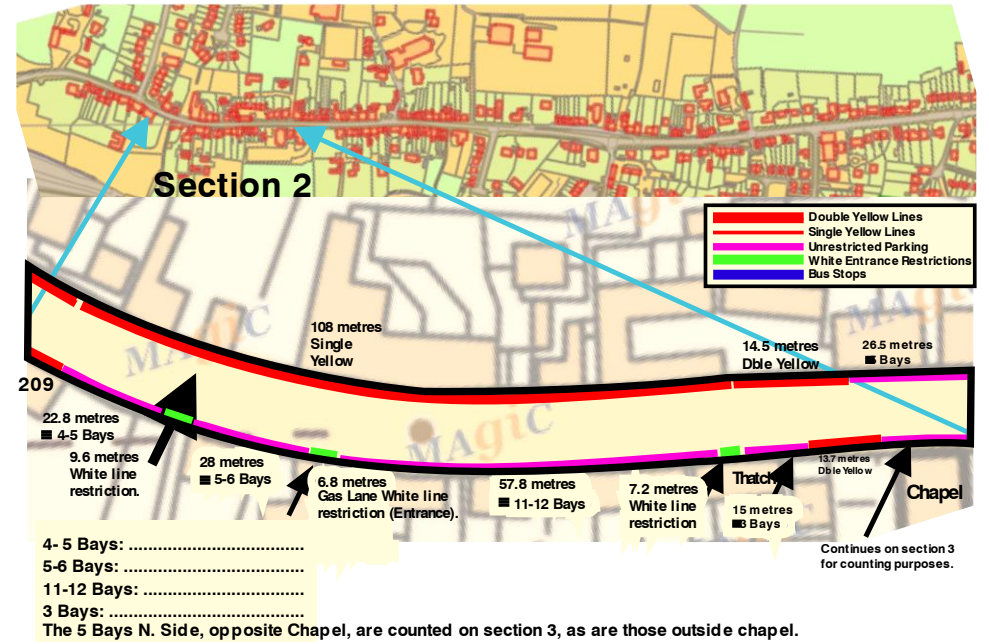 Section 2
Double Yellow Lines
Single Yellow Lines
Unrestricted Parking
White Entrance Restrictions
Bus Stops
MAgiC
MAgiC
MAgiC
MAgiC
108 metres
Single
Yellow
14.5 metres
Dble Yellow
26.5 metres
Bays
209
22.8 metres
4-5 Bays
9.6 metres
White line
restriction.
28 metres
5-6 Bays
6.8 metres
Gas Lane White line
restriction (Entrance).
57.8 metres
11-12 Bays
7.2 metres
White line
restriction
Thatch
15 metres
3 Bays
13.7 metres
Dble Yellow
Chapel
Continues on section 3
for counting purposes.
4- 5 Bays: ......................................
5-6 Bays: .......................................
11-12 Bays: ...................................
3 Bays: ..........................................
The 5 Bays N. Side, opposite Chapel, are counted on section 3, as are those outside chapel.